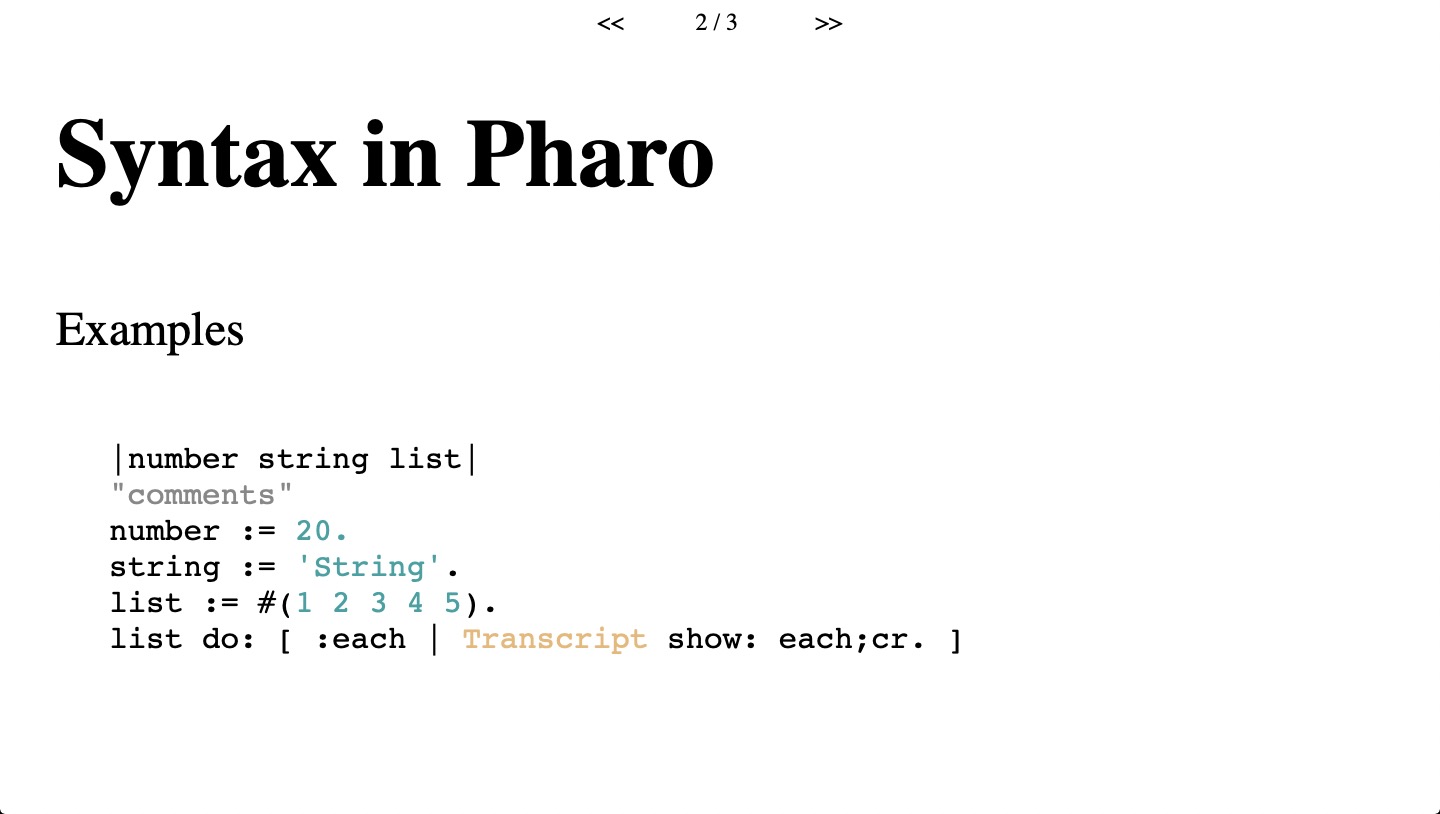 << 2 / 3 >>
Syntax in Pharo
Examples
|number string list|
"comments"
number := 20.
string := 'String'.
list := #(1 2 3 4 5).
list do: [ :each | Transcript show: each;cr. ]